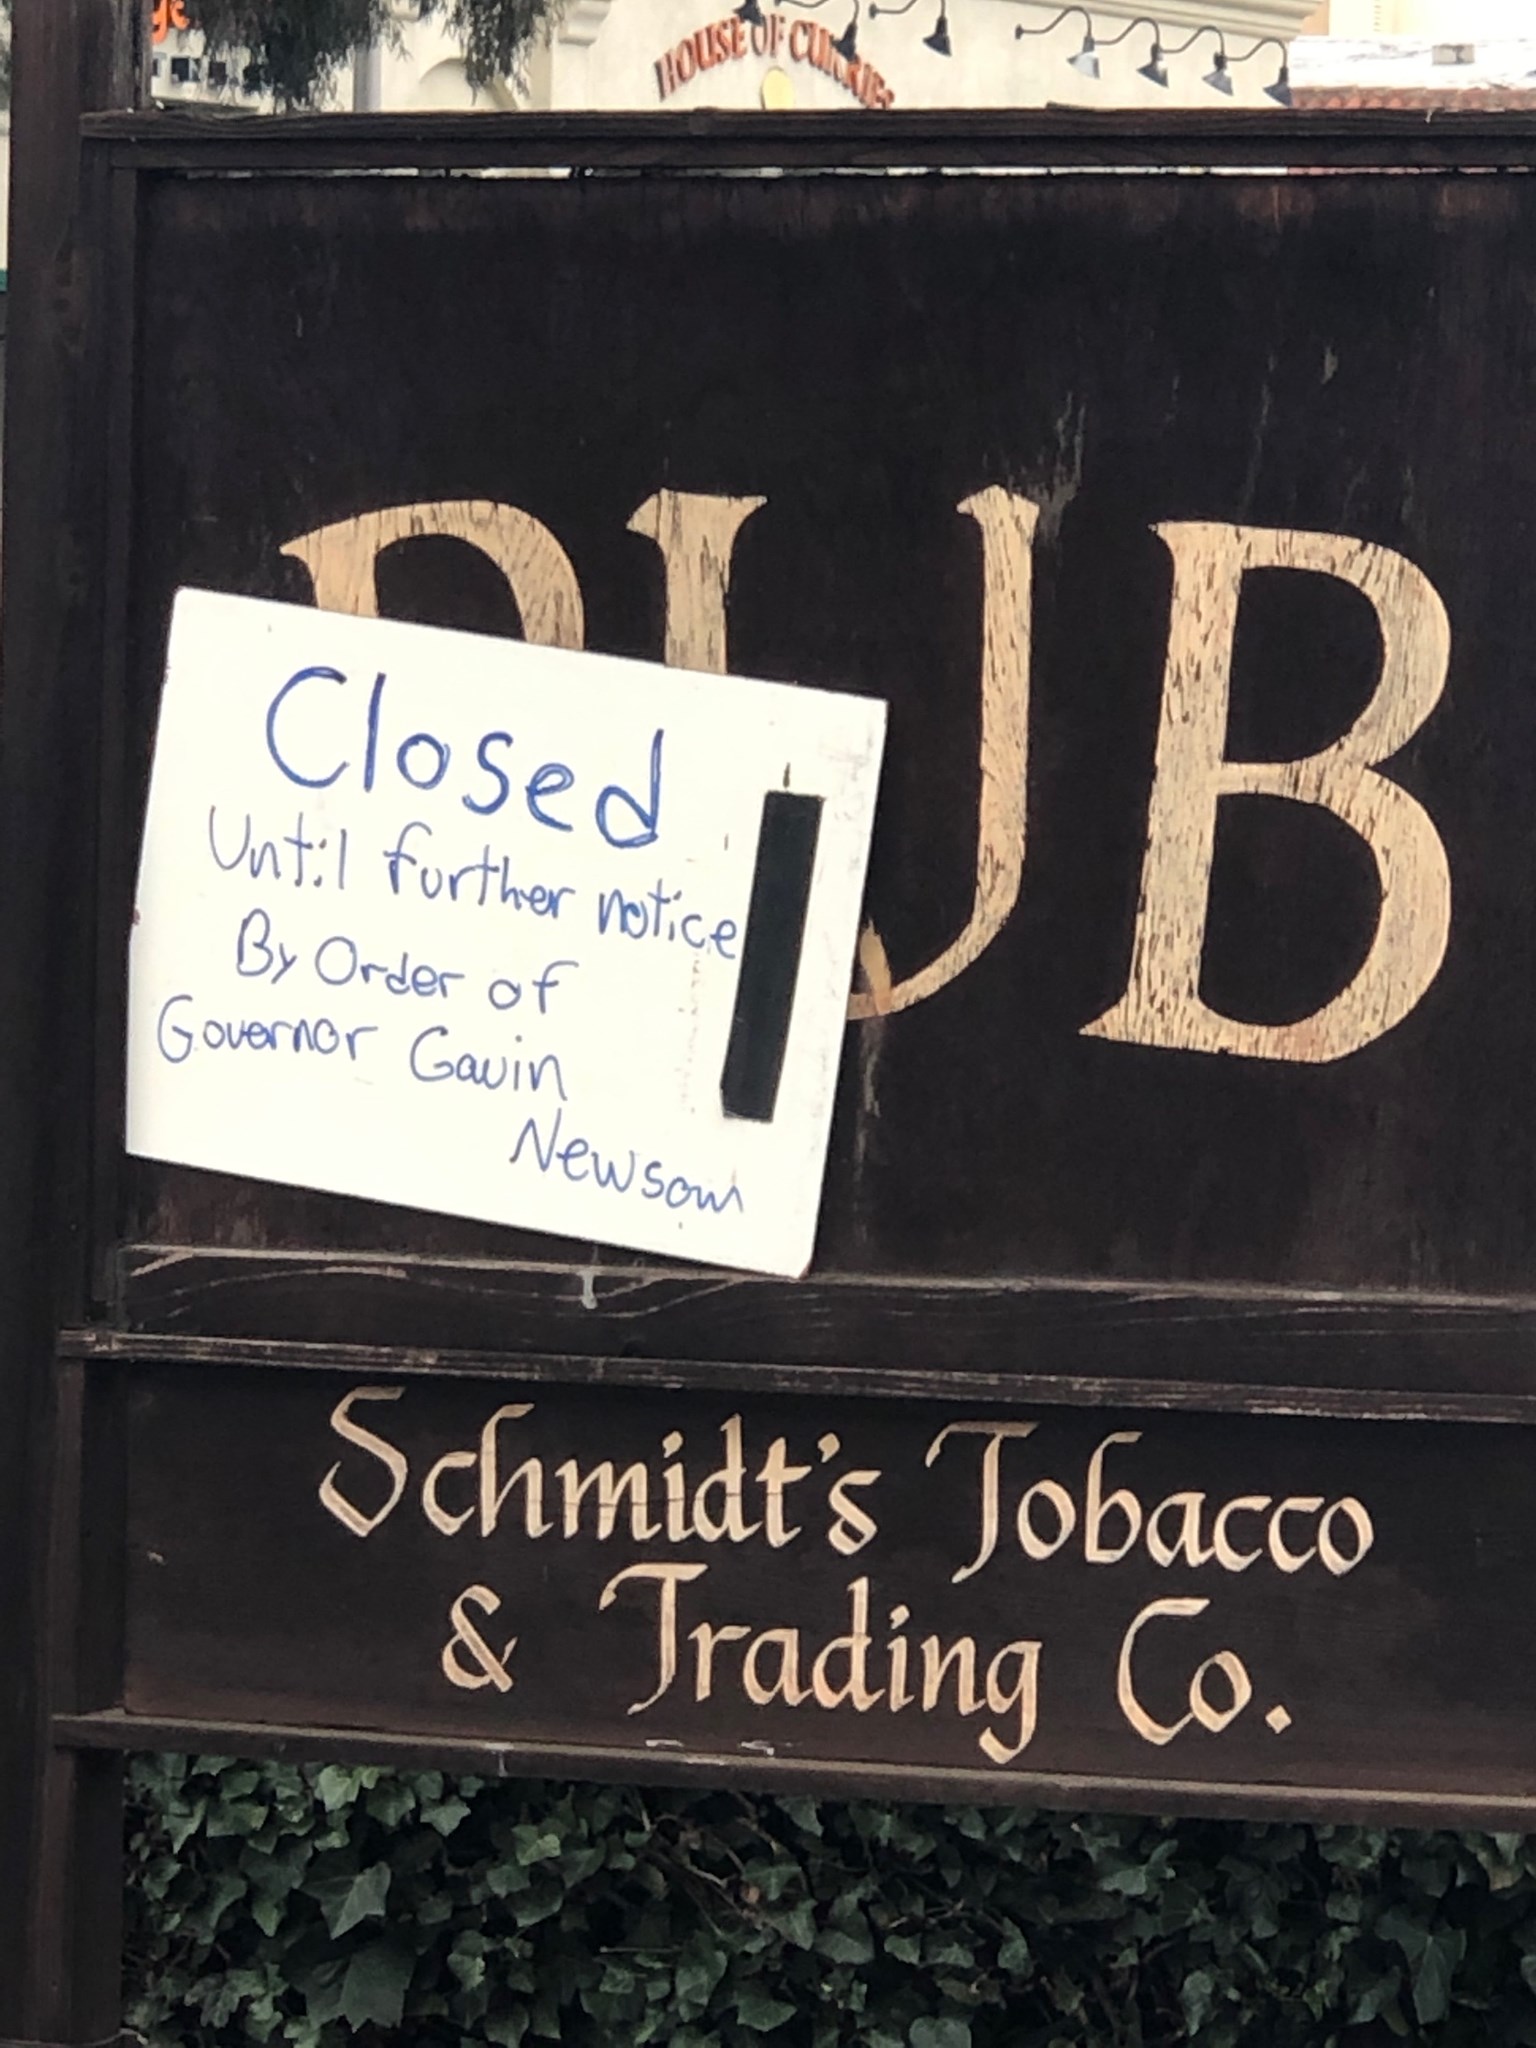 HOUSE OF CURRIES
PUB
Closed
Until further notice
By Order of
Governor Gavin
Newsom
Schmidt's Tobacco
& Trading Co.